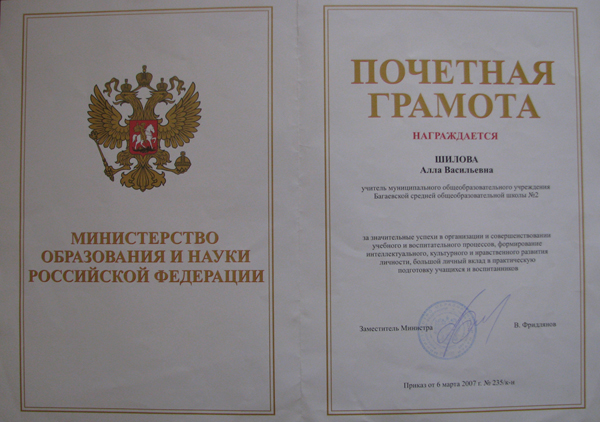 МИНИСТЕРСТВО
ОБРАЗОВАНИЯ И НАУКИ
РОССИЙСКОЙ ФЕДЕРАЦИИ
ПОЧЕТНАЯ
ГРАМОТА
НАГРАЖДАЕТСЯ
ШИЛОВА
Алла Васильевна
учитель муниципального общеобразовательного учреждения
Багаевской средней общеобразовательной школы №2
за значительные успехи в организации и совершенствовании
учебного и воспитательного процессов, формирование
интеллектуального, культурного и нравственного развития
личности, большой личный вклад в практическую
подготовку учащихся и воспитанников
Заместитель Министра
В. Фридлянов
Приказ от 6 марта 2007 г. № 235/к-н